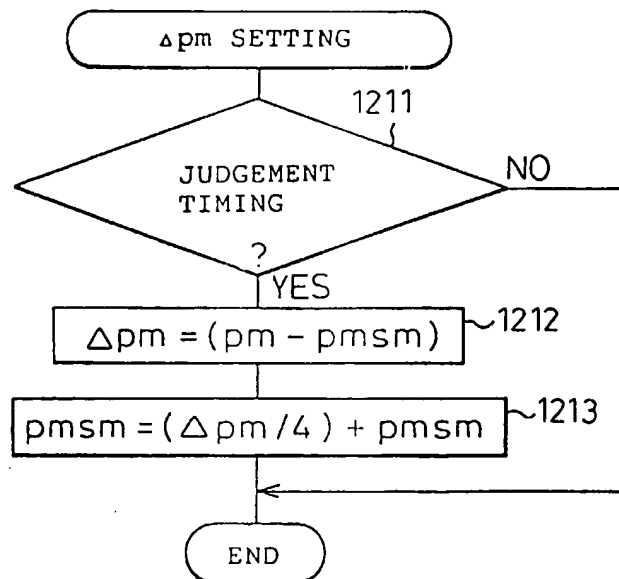 Δpm SETTING
1211
JUDGEMENT
TIMING
?
NO
YES
Δpm = (pm - pmsm)
1212
pmsm = (Δpm/4) + pmsm
1213
END